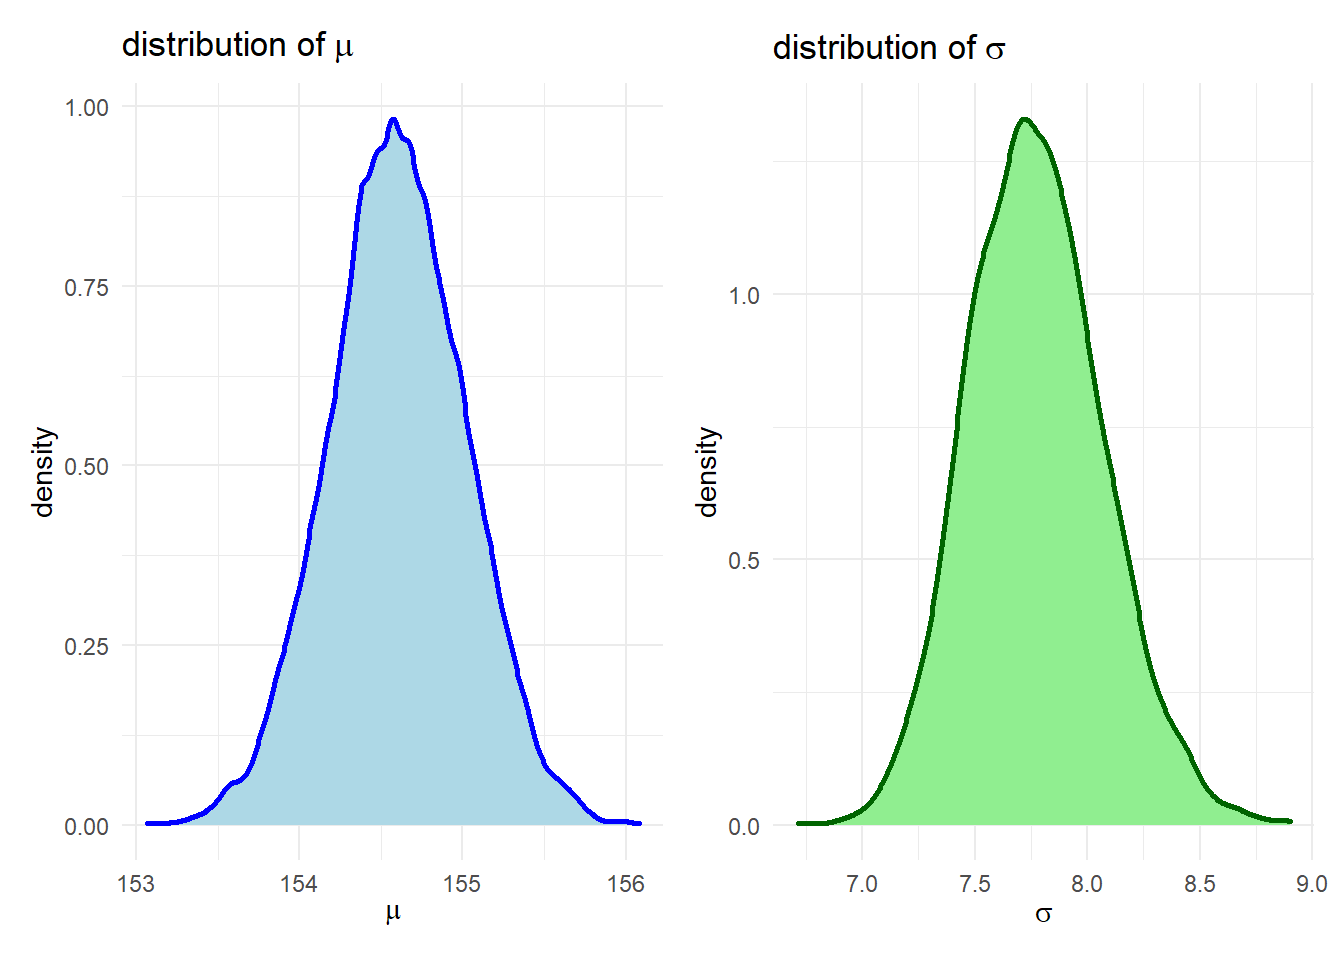 distribution of μ
1.00
0.75
0.50
0.25
0.00
density
153
154
155
156
μ
distribution of σ
1.0
0.5
0.0
density
7.0
7.5
8.0
8.5
9.0
σ